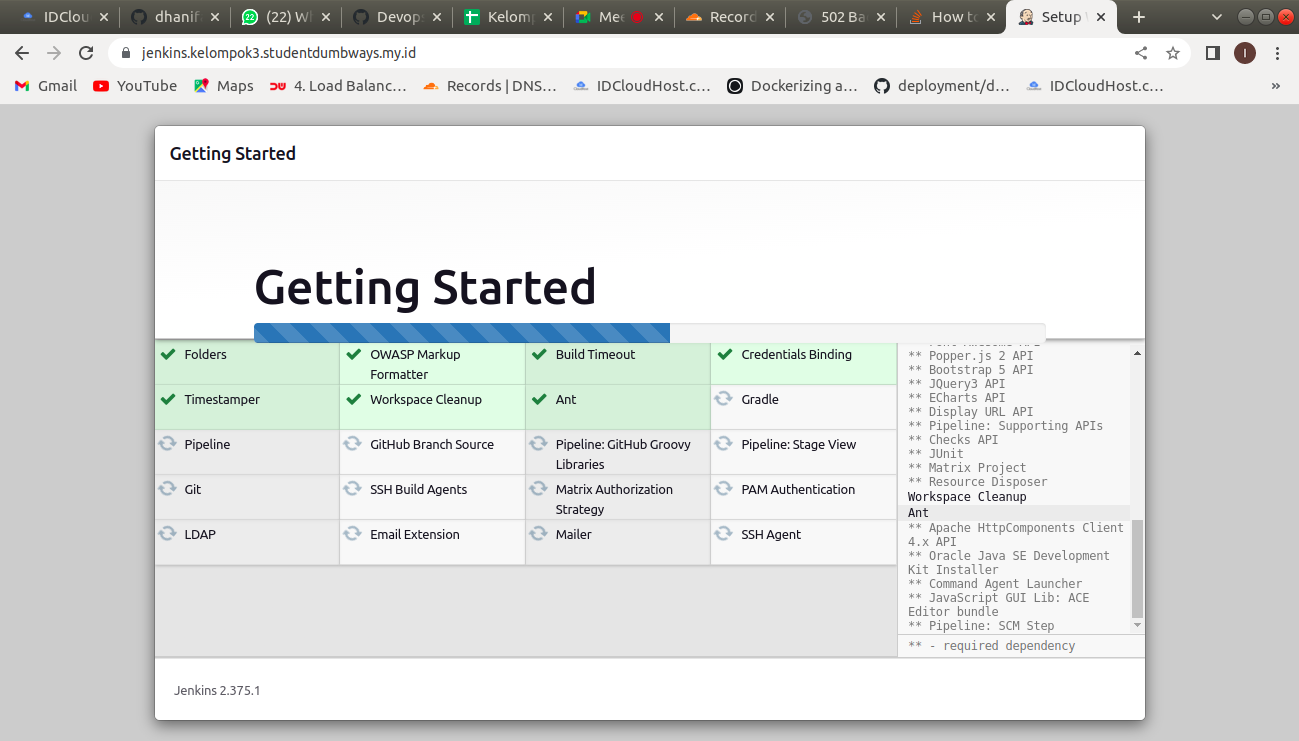 IDClou
dhanif
(22) Wh
Devop
Kelom
Mee
Record
502 Ba
How to
Setup
jenkins.kelompok3.studentdumbways.my.id
I
Gmail
YouTube
Maps
4. Load Balanc...
Records | DNS...
IDCloudHost.c...
Dockerizing a...
deployment/d...
IDCloudHost.c...
»
Getting Started
Getting Started
Folders
OWASP Markup
Formatter
Build Timeout
Credentials Binding
Timestamper
Workspace Cleanup
Ant
Gradle
Pipeline
GitHub Branch Source
Pipeline: GitHub Groovy
Libraries
Pipeline: Stage View
Git
SSH Build Agents
Matrix Authorization
Strategy
PAM Authentication
LDAP
Email Extension
Mailer
SSH Agent
** Popper.js 2 API
** Bootstrap 5 API
** JQuery3 API
** ECharts API
** Display URL API
** Pipeline: Supporting APIs
** Checks API
** JUnit
** Matrix Project
** Resource Disposer
Workspace Cleanup
Ant
** Apache HttpComponents Client
4.x API
** Oracle Java SE Development
Kit Installer
** Command Agent Launcher
** JavaScript GUI Lib: ACE
Editor bundle
** Pipeline: SCM Step
** - required dependency
Jenkins 2.375.1